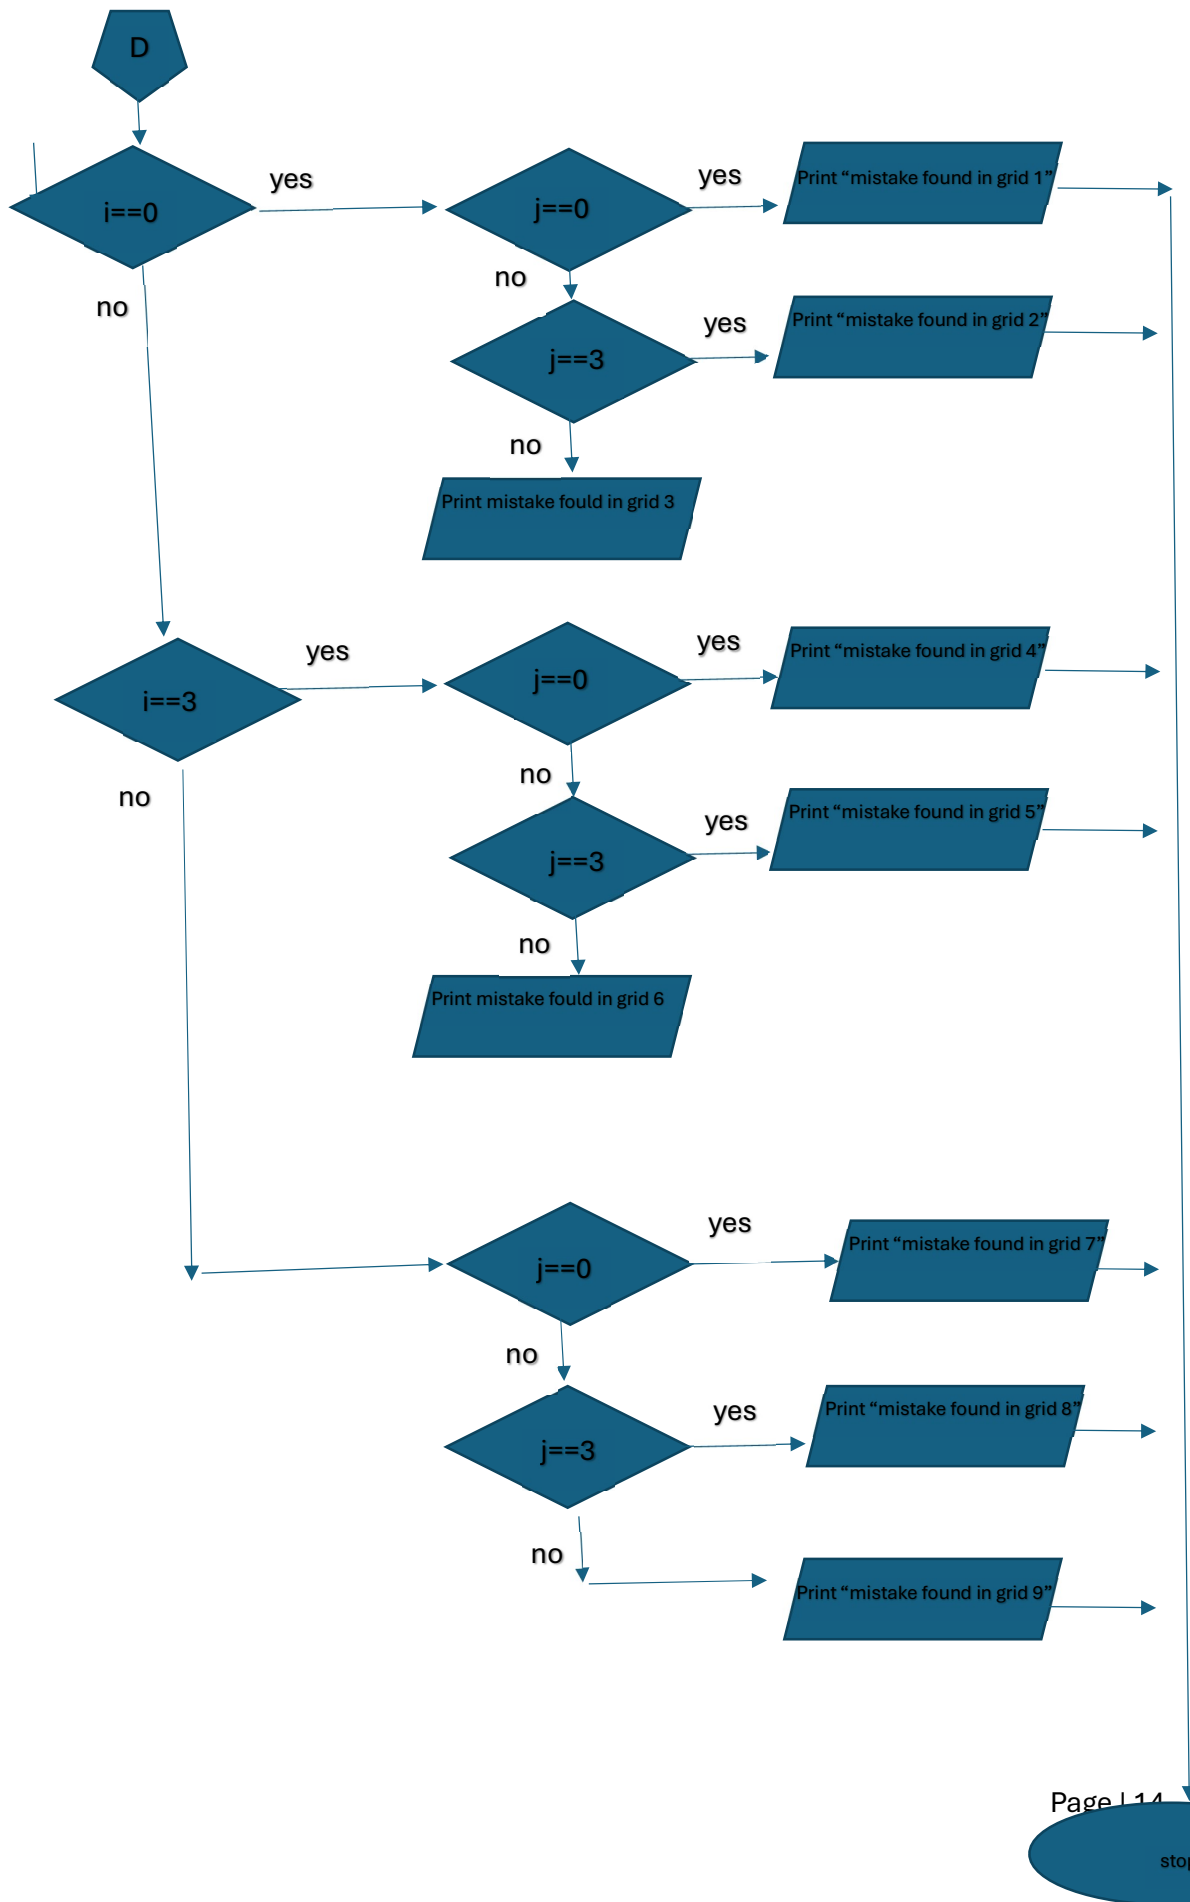 D
i==0
yes
j==0
yes
Print “mistake found in grid 1”
no
no
j==3
yes
Print “mistake found in grid 2”
no
Print mistake fould in grid 3
i==3
yes
j==0
yes
Print “mistake found in grid 4”
no
no
j==3
yes
Print “mistake found in grid 5”
no
Print mistake fould in grid 6
j==0
yes
Print “mistake found in grid 7”
no
j==3
yes
Print “mistake found in grid 8”
no
Print “mistake found in grid 9”
Page | 14
stop